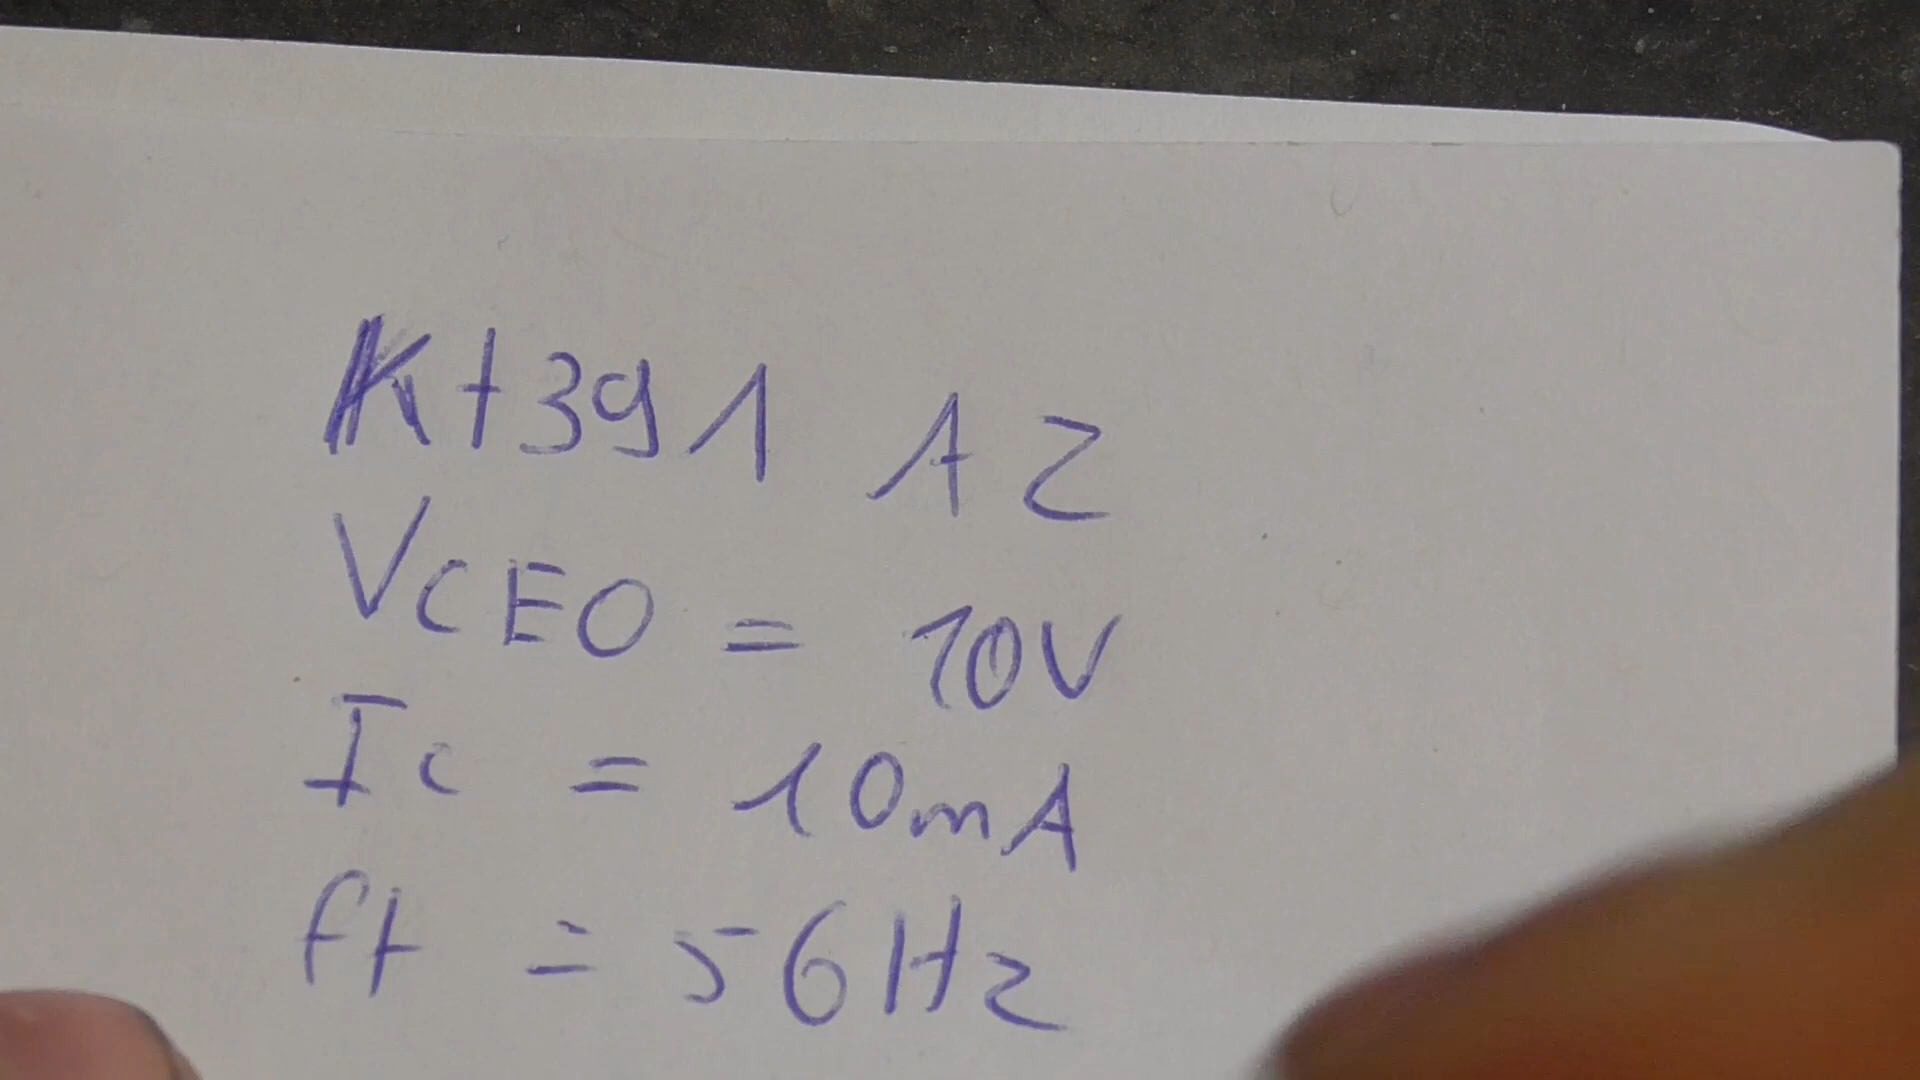 Kt391 A2
VCEO = 10V
Ic = 10mA
ft = 5GHz